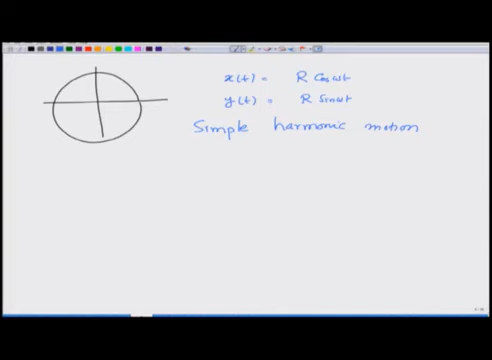 x(t) = R Cos ωt
y(t) = R Sin ωt
Simple harmonic motion